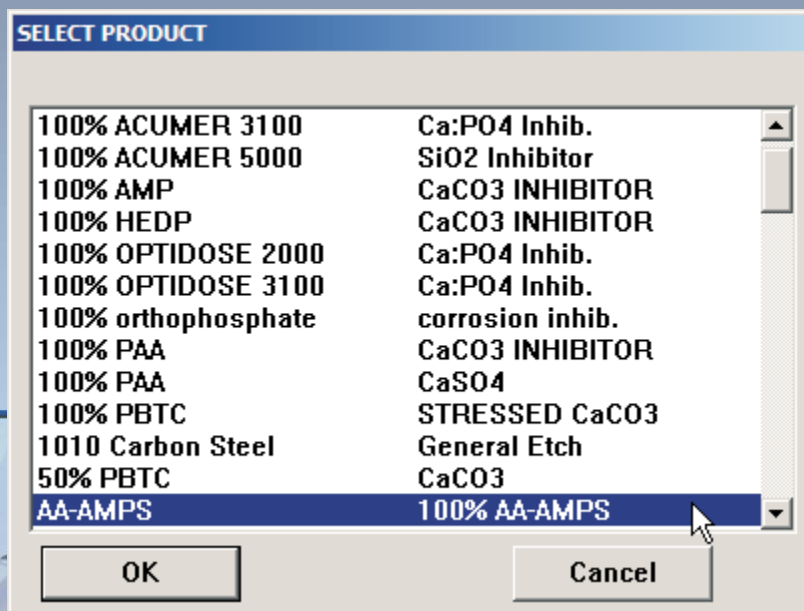 SELECT PRODUCT
100% ACUMER 3100 Ca:PO4 Inhib.
100% ACUMER 5000 SiO2 Inhibitor
100% AMP CaCO3 INHIBITOR
100% HEDP CaCO3 INHIBITOR
100% OPTIDOSE 2000 Ca:PO4 Inhib.
100% OPTIDOSE 3100 Ca:PO4 Inhib.
100% orthophosphate corrosion inhib.
100% PAA CaCO3 INHIBITOR
100% PAA CaSO4
100% PBTC STRESSED CaCO3
1010 Carbon Steel General Etch
50% PBTC CaCO3
AA-AMPS 100% AA-AMPS
OK Cancel